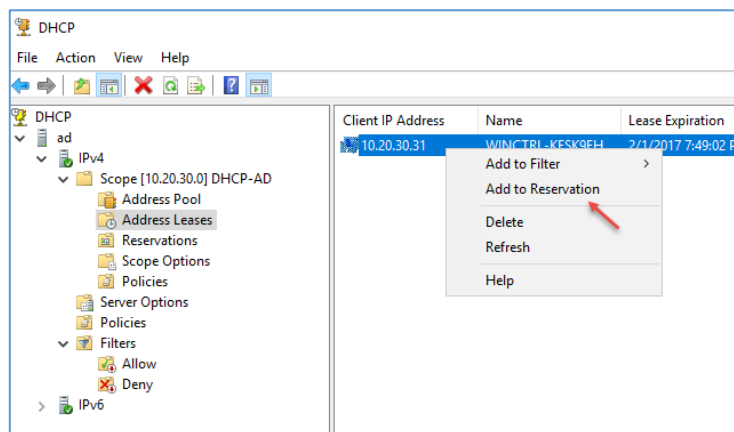 DHCP
File Action View Help
DHCP
ad
IPv4
Scope [10.20.30.0] DHCP-AD
Address Pool
Address Leases
Reservations
Scope Options
Policies
Server Options
Policies
Filters
Allow
Deny
IPv6
Client IP Address Name Lease Expiration
10.20.30.31 2/1/2017 7:49:02
Add to Filter
Add to Reservation
Delete
Refresh
Help